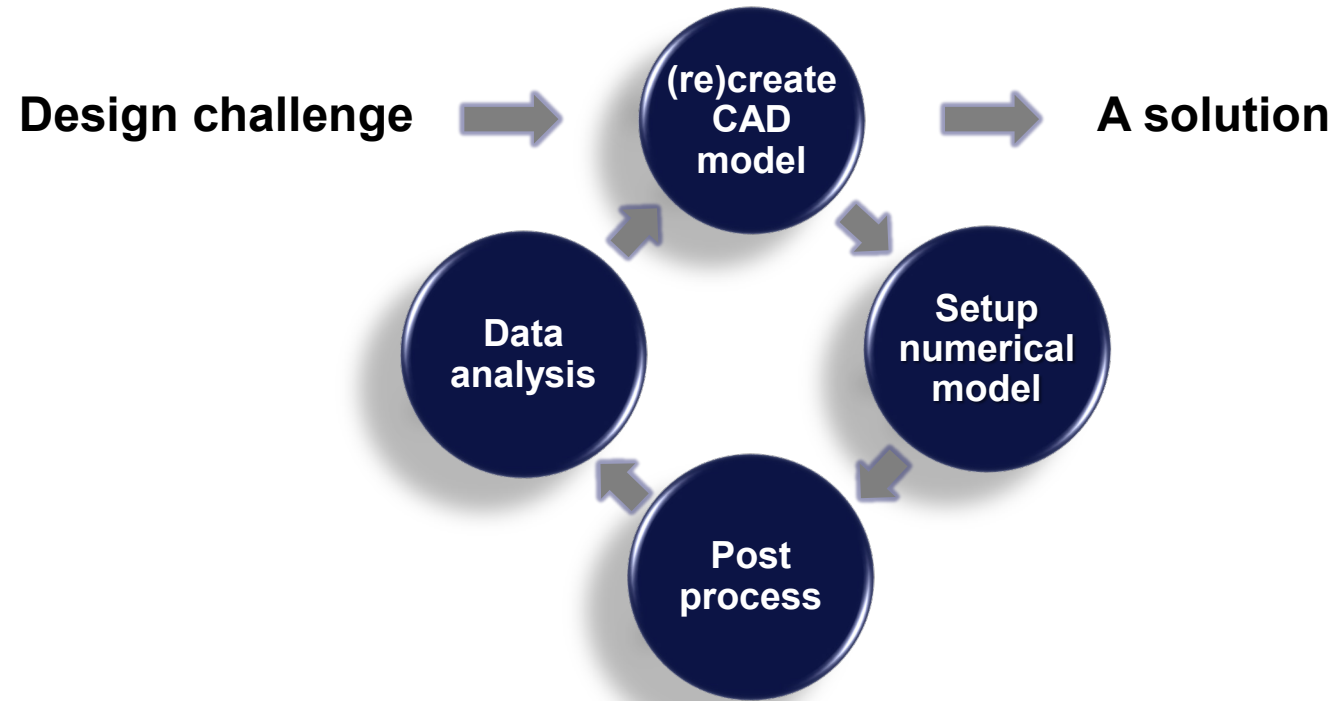 Design challenge
(re)create
CAD
model
A solution
Data
analysis
Setup
numerical
model
Post
process